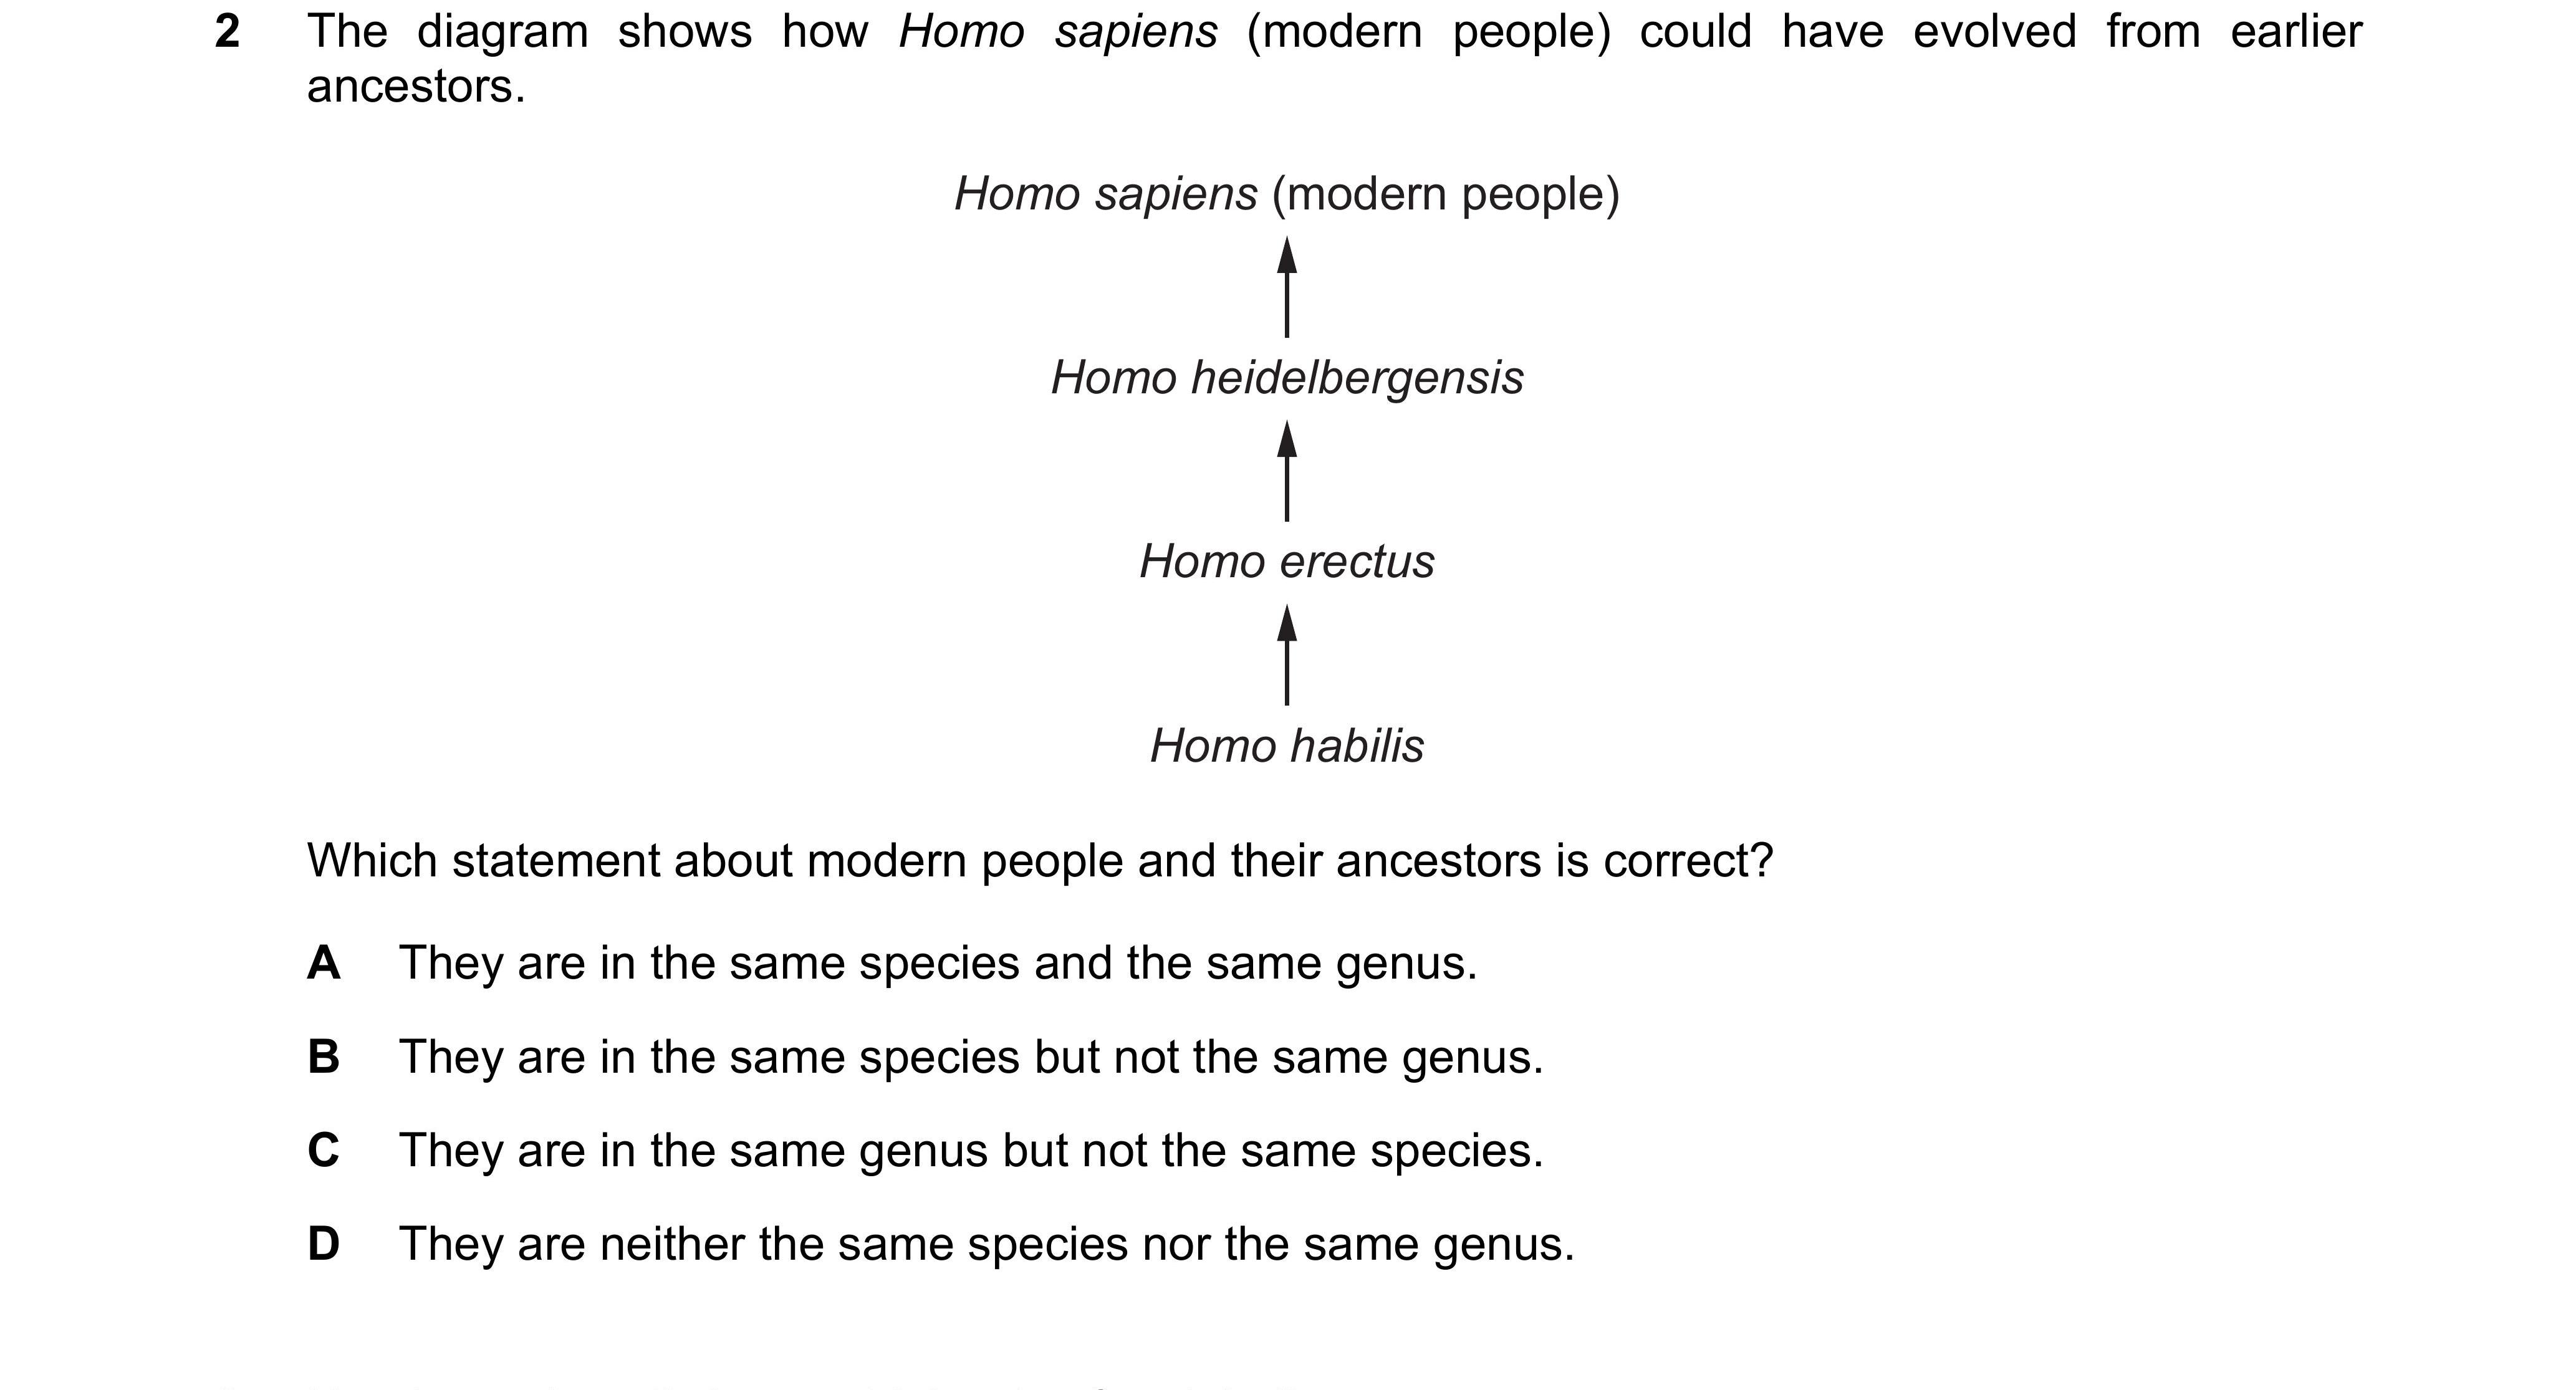 2 The diagram shows how Homo sapiens (modern people) could have evolved from earlier
ancestors.
Homo sapiens (modern people)
Homo heidelbergensis
Homo erectus
Homo habilis
Which statement about modern people and their ancestors is correct?
A They are in the same species and the same genus.
B They are in the same species but not the same genus.
C They are in the same genus but not the same species.
D They are neither the same species nor the same genus.